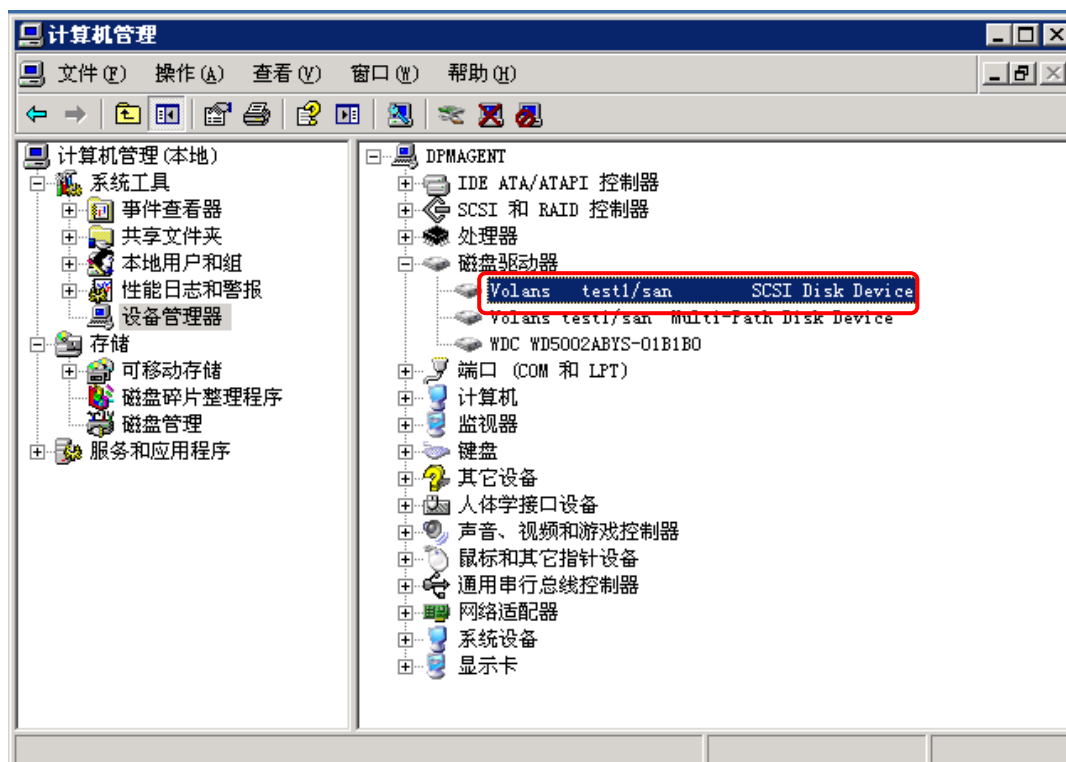 计算机管理
文件(F) 操作(A) 查看(V) 窗口(W) 帮助(H)
计算机管理(本地)
系统工具
事件查看器
共享文件夹
本地用户和组
性能日志和警报
设备管理器
存储
可移动存储
磁盘碎片整理程序
磁盘管理
服务和应用程序
DPMAGENT
IDE ATA/ATAPI 控制器
SCSI 和 RAID 控制器
处理器
磁盘驱动器
Volans test1/san SCSI Disk Device
Volans test1/san Multi-Path Disk Device
WDC WD5002ABYS-01B1B0
端口 (COM 和 LPT)
计算机
监视器
键盘
其它设备
人体学接口设备
声音、视频和游戏控制器
鼠标和其它指针设备
通用串行总线控制器
网络适配器
系统设备
显示卡